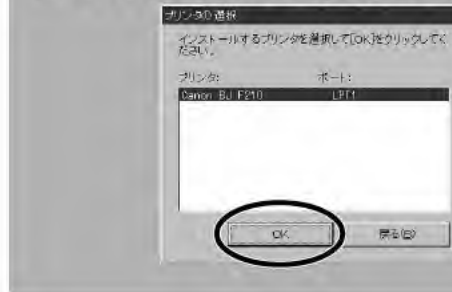 プリンタの選択
インストールするプリンタを選択して[OK]をクリックしてく
ださい。
プリンタ: ポート:
Canon BJ F210 LPT1
OK 戻る(B)